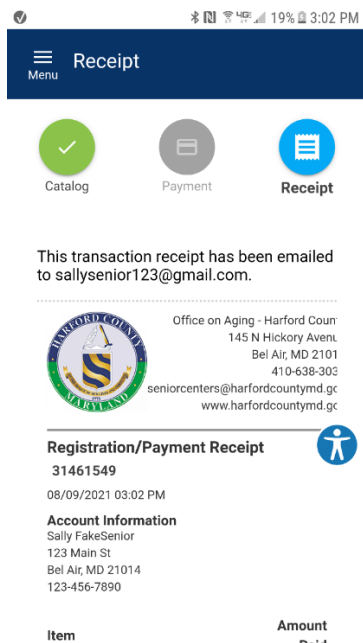 4G 19% 3:02 PM
Menu Receipt
Catalog Payment Receipt
This transaction receipt has been emailed
to sallysenior123@gmail.com.
HARFORD COUNTY
MARYLAND
Office on Aging - Harford Coun
145 N Hickory Avenu
Bel Air, MD 2101
410-638-303
seniorcenters@harfordcountymd.gc
www.harfordcountymd.gc
Registration/Payment Receipt
31461549
08/09/2021 03:02 PM
Account Information
Sally FakeSenior
123 Main St
Bel Air, MD 21014
123-456-7890
Amount
Item